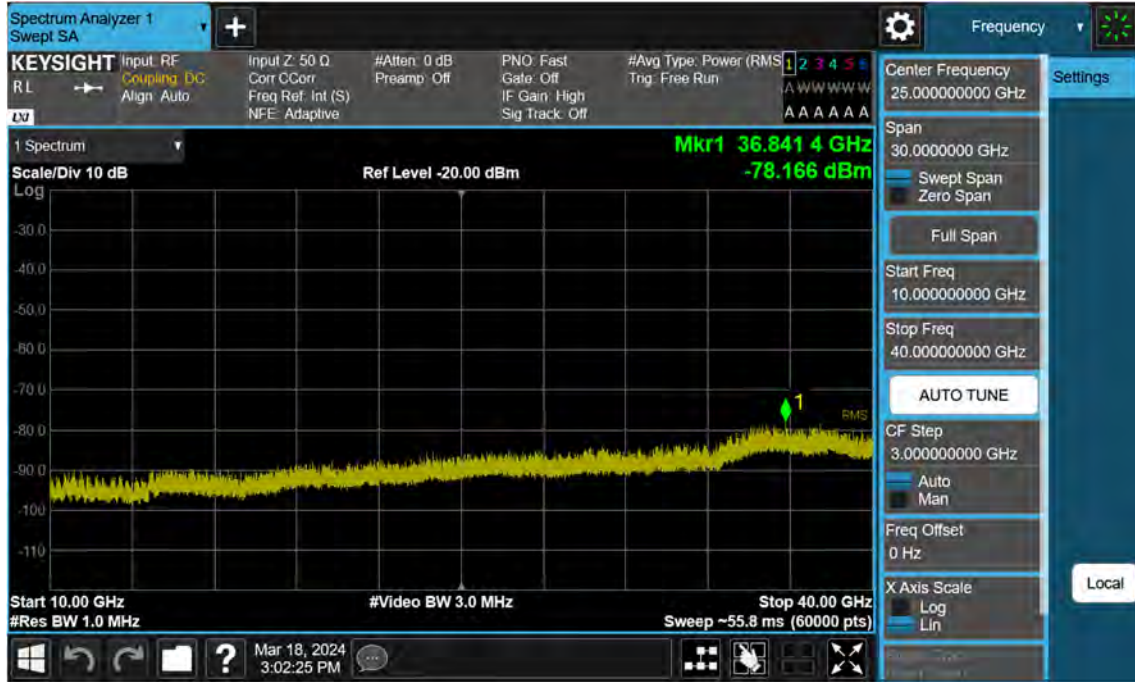 Spectrum Analyzer 1
Swept SA
Frequency
KEYSIGHT
Input: RF
Input Z: 50 Ω
#Atten: 0 dB
PNO: Fast
#Avg Type: Power (RMS
1 2 3 4 5 6
RL
Coupling: DC
Corr CCorr
Preamp: Off
Gate: Off
Trig: Free Run
A W W W W W
Align: Auto
Freq Ref: Int (S)
IF Gain: High
LXI
NFE: Adaptive
Sig Track: Off
A A A A A A
1 Spectrum
Mkr1 36.841 4 GHz
Scale/Div 10 dB
Ref Level -20.00 dBm
-78.166 dBm
Log
-30.0
-40.0
-50.0
-60.0
-70.0
-80.0
-90.0
-100
-110
1
RMS
Start 10.00 GHz
#Video BW 3.0 MHz
Stop 40.00 GHz
#Res BW 1.0 MHz
Sweep ~55.8 ms (60000 pts)
?
Mar 18, 2024
3:02:25 PM
Center Frequency
25.000000000 GHz
Settings
Span
30.0000000 GHz
Swept Span
Zero Span
Full Span
Start Freq
10.000000000 GHz
Stop Freq
40.000000000 GHz
AUTO TUNE
CF Step
3.000000000 GHz
Auto
Man
Freq Offset
0 Hz
X Axis Scale
Log
Lin
Local